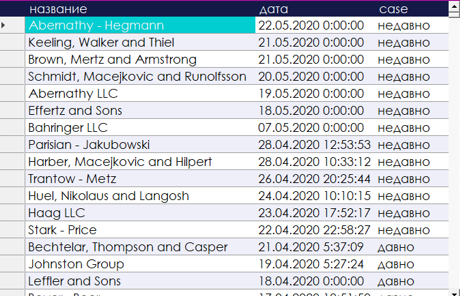 название дата case
Abernathy - Hegmann 22.05.2020 0:00:00 недавно
Keeling, Walker and Thiel 21.05.2020 0:00:00 недавно
Brown, Mertz and Armstrong 21.05.2020 0:00:00 недавно
Schmidt, Macejkovic and Runolfsson 20.05.2020 0:00:00 недавно
Abernathy LLC 19.05.2020 0:00:00 недавно
Effertz and Sons 18.05.2020 0:00:00 недавно
Bahringer LLC 07.05.2020 0:00:00 недавно
Parisian - Jakubowski 28.04.2020 12:53:53 недавно
Harber, Macejkovic and Hilpert 28.04.2020 10:33:12 недавно
Trantow - Metz 26.04.2020 20:25:44 недавно
Huel, Nikolaus and Langosh 24.04.2020 10:10:15 недавно
Haag LLC 23.04.2020 17:52:17 недавно
Stark - Price 22.04.2020 22:58:27 недавно
Bechtelar, Thompson and Casper 21.04.2020 5:37:09 давно
Johnston Group 19.04.2020 5:27:24 давно
Leffler and Sons 18.04.2020 0:00:00 давно